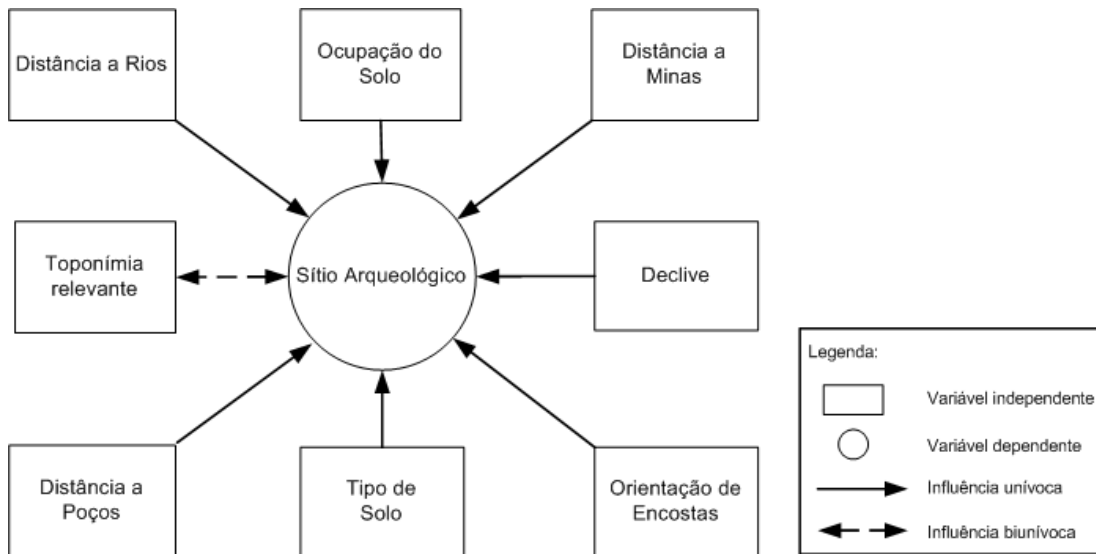 Distância a Rios
Ocupação do
Solo
Distância a
Minas
Toponímia
relevante
Sítio Arqueológico
Declive
Distância a
Poços
Tipo de
Solo
Orientação de
Encostas
Legenda:
Variável independente
Variável dependente
Influência unívoca
Influência biunívoca